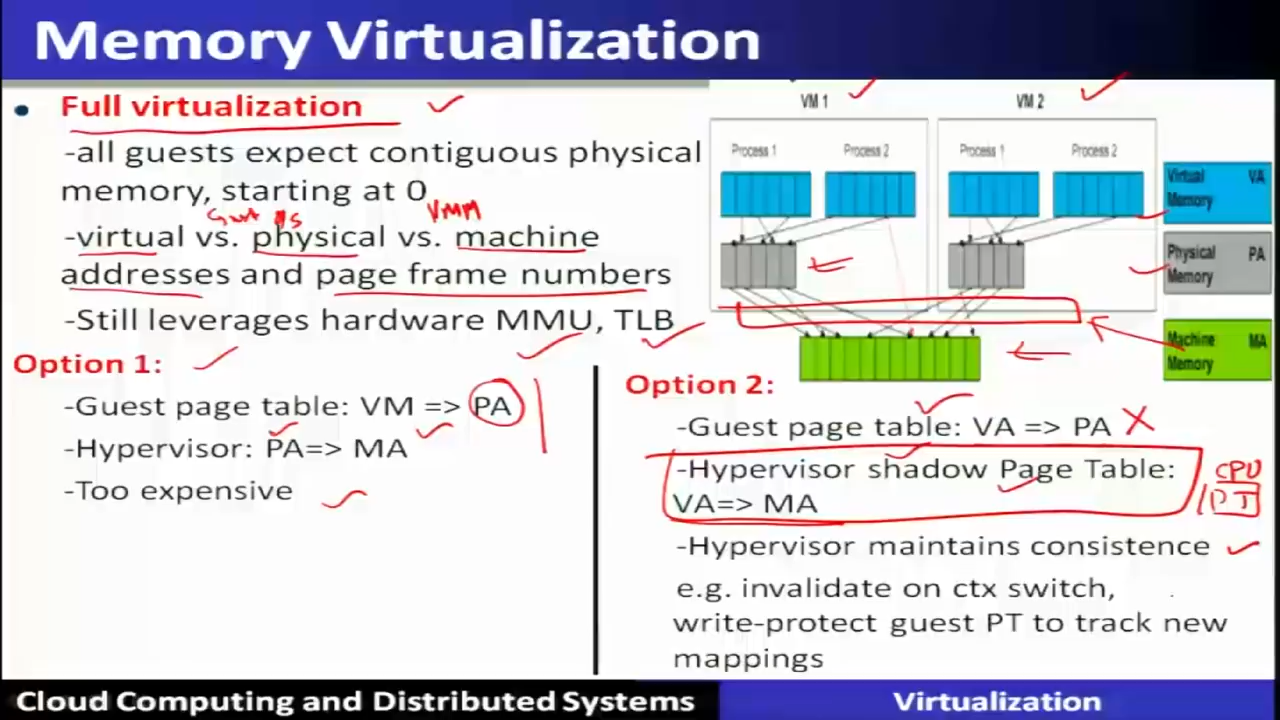 Memory Virtualization
• Full virtualization
-all guests expect contiguous physical
memory, starting at 0
Guest OS VMM
-virtual vs. physical vs. machine
addresses and page frame numbers
-Still leverages hardware MMU, TLB
Option 1:
-Guest page table: VM => PA
-Hypervisor: PA=> MA
-Too expensive
VM 1 VM 2
Process 1 Process 2 Process 1 Process 2
Virtual VA
Memory
Physical PA
Memory
Machine MA
Memory
Option 2:
-Guest page table: VA => PA X
-Hypervisor shadow Page Table:
VA=> MA
CPU
PT
-Hypervisor maintains consistence
e.g. invalidate on ctx switch,
write-protect guest PT to track new
mappings
Cloud Computing and Distributed Systems
Virtualization